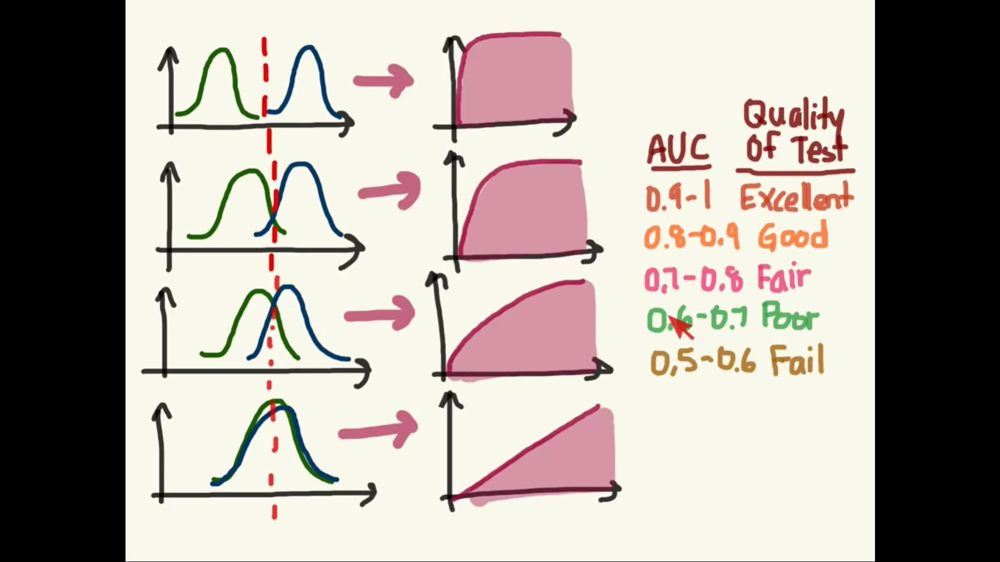 Quality
AUC Of Test
0.9-1 Excellent
0.8-0.9 Good
0.7-0.8 Fair
0.6-0.7 Poor
0,5-0.6 Fail